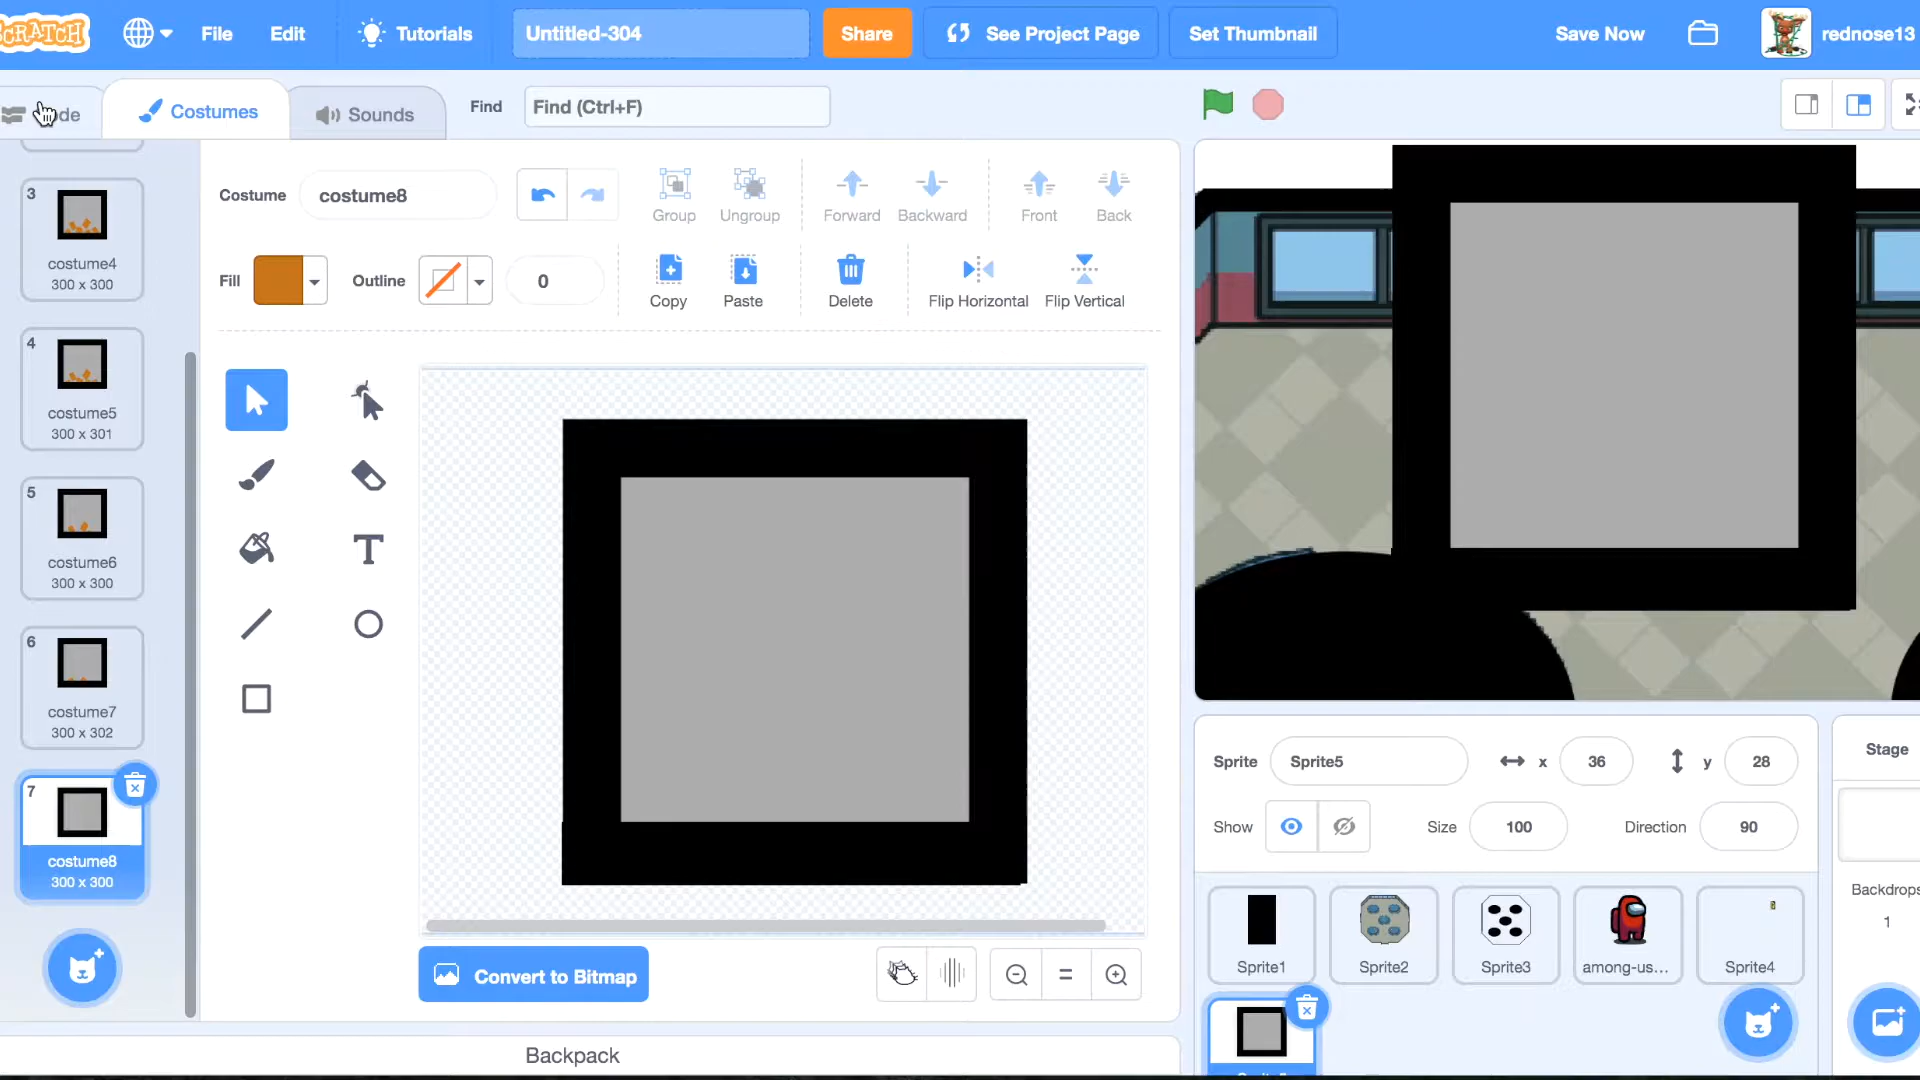 SCRATCH File Edit Tutorials Untitled-304 Share See Project Page Set Thumbnail Save Now rednose13
de Costumes Sounds Find Find (Ctrl+F)
3
costume4
300 x 300
4
costume5
300 x 301
5
costume6
300 x 300
6
costume7
300 x 302
7
costume8
300 x 300
Costume costume8 Group Ungroup Forward Backward Front Back
Fill Outline 0 Copy Paste Delete Flip Horizontal Flip Vertical
T
Convert to Bitmap
Backpack
Sprite Sprite5 x 36 y 28
Show Size 100 Direction 90
Sprite1 Sprite2 Sprite3 among-us... Sprite4
Stage
Backdrops
1